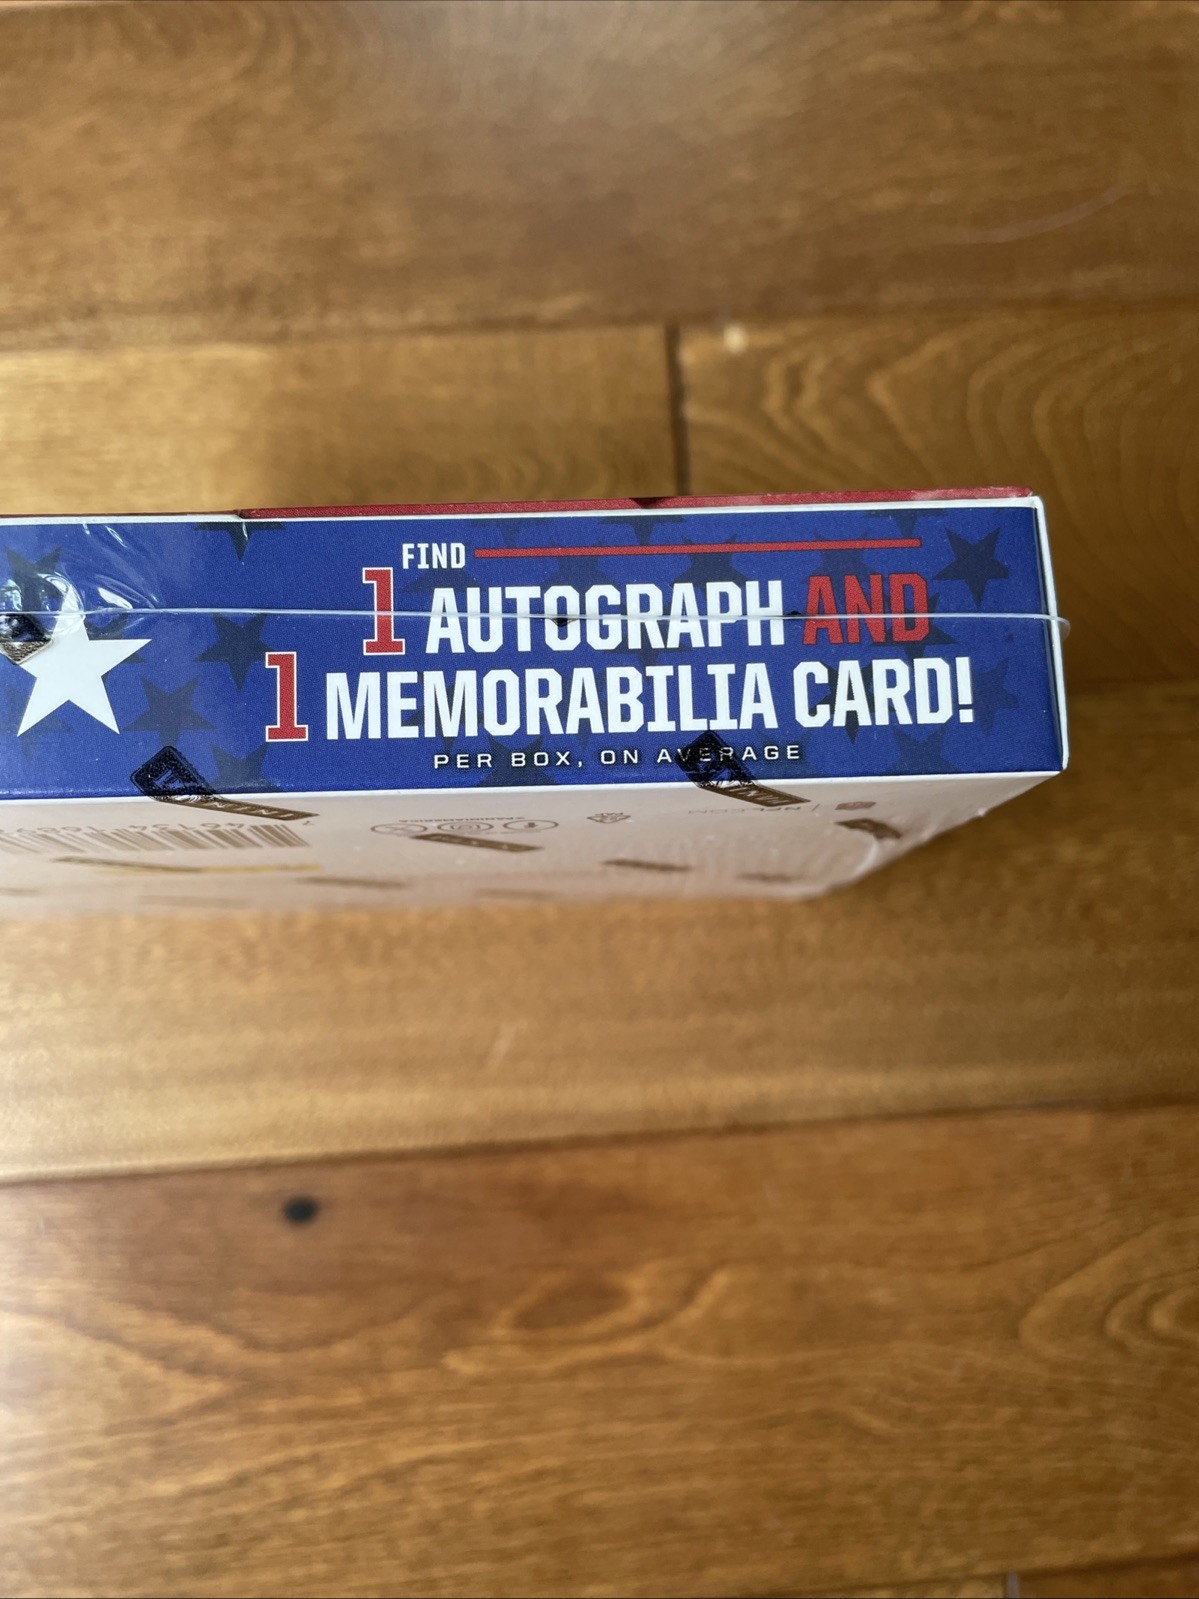 FIND
1 AUTOGRAPH AND
1 MEMORABILIA CARD!
PER BOX, ON AVERAGE